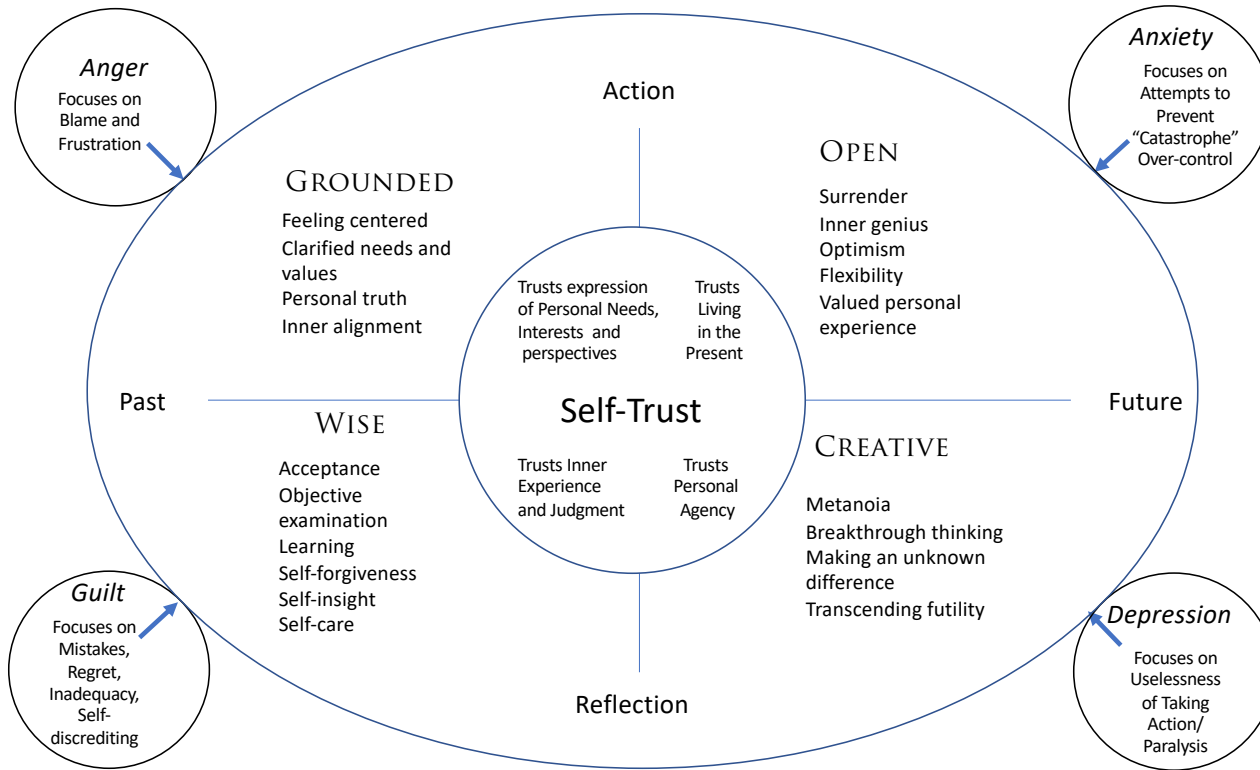 Anger
Focuses on
Blame and
Frustration
Anxiety
Focuses on
Attempts to
Prevent
“Catastrophe”
Over-control
Action
GROUNDED
Feeling centered
Clarified needs and
values
Personal truth
Inner alignment
OPEN
Surrender
Inner genius
Optimism
Flexibility
Valued personal
experience
Trusts expression
of Personal Needs,
Interests and
perspectives
Trusts
Living
in the
Present
Past
Self-Trust
Future
WISE
Acceptance
Objective
examination
Learning
Self-forgiveness
Self-insight
Self-care
Trusts Inner
Experience
and Judgment
Trusts
Personal
Agency
CREATIVE
Metanoia
Breakthrough thinking
Making an unknown
difference
Transcending futility
Guilt
Focuses on
Mistakes,
Regret,
Inadequacy,
Self-
discrediting
Reflection
Depression
Focuses on
Uselessness
of Taking
Action/
Paralysis